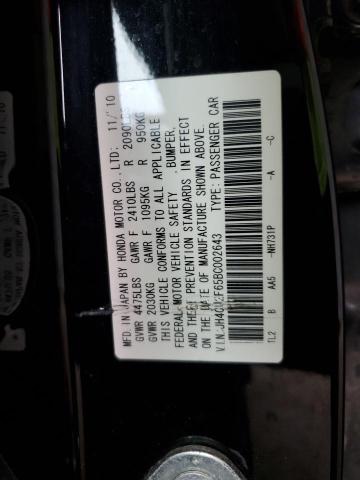 MFD. IN JAPAN BY HONDA MOTOR CO., LTD: 11/10
GVWR 4475LBS GAWR F 2410LBS R 2090LBS
GVWR 2030KG GAWR F 1095KG R 950KG
THIS VEHICLE CONFORMS TO ALL APPLICABLE
FEDERAL MOTOR VEHICLE SAFETY , BUMPER,
AND THEFT PREVENTION STANDARDS IN EFFECT
ON THE DATE OF MANUFACTURE SHOWN ABOVE.
V.I.N.: TYPE: PASSENGER CAR
TL2 B AA5 -NH731P -A -C